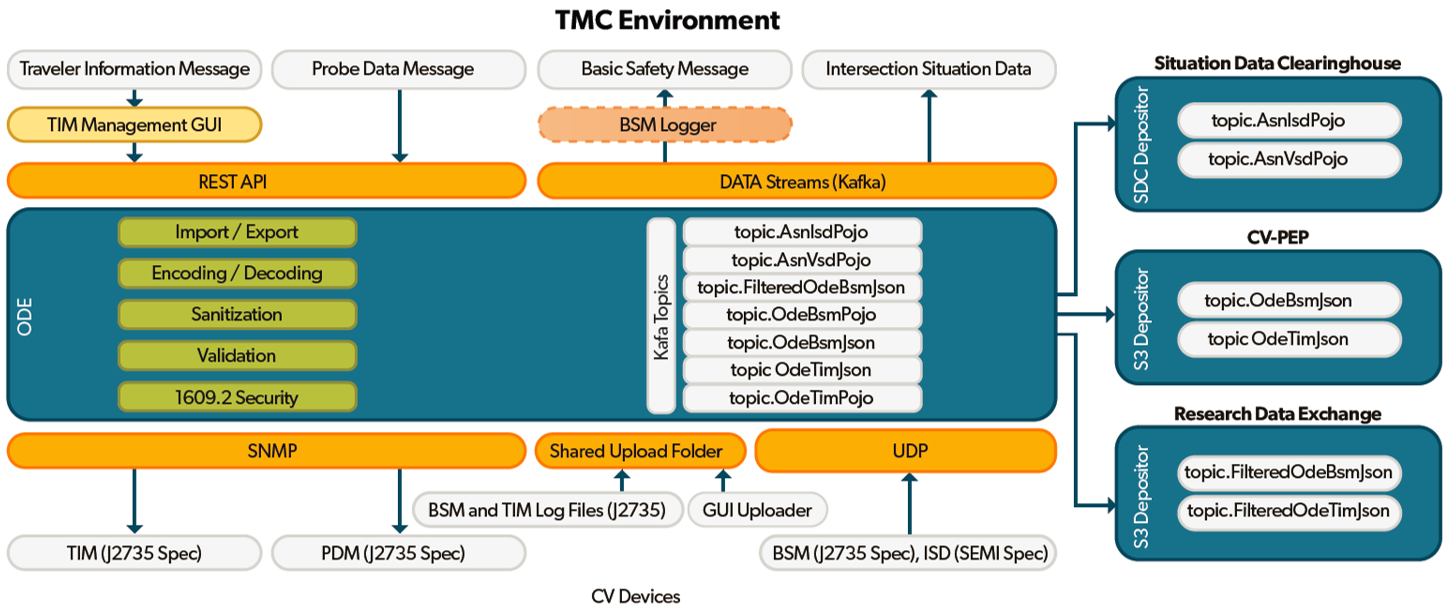 TMC Environment
Traveler Information Message
Probe Data Message
Basic Safety Message
Intersection Situation Data
TIM Management GUI
BSM Logger
REST API
DATA Streams (Kafka)
ODE
Import / Export
Encoding / Decoding
Sanitization
Validation
1609.2 Security
Kafa Topics
topic.AsnIsdPojo
topic.AsnVsdPojo
topic.FilteredOdeBsmJson
topic.OdeBsmPojo
topic.OdeBsmJson
topic OdeTimJson
topic.OdeTimPojo
SNMP
Shared Upload Folder
UDP
BSM and TIM Log Files (J2735)
GUI Uploader
TIM (J2735 Spec)
PDM (J2735 Spec)
BSM (J2735 Spec), ISD (SEMI Spec)
CV Devices
Situation Data Clearinghouse
SDC Depositor
topic.AsnIsdPojo
topic.AsnVsdPojo
CV-PEP
S3 Depositor
topic.OdeBsmJson
topic OdeTimJson
Research Data Exchange
S3 Depositor
topic.FilteredOdeBsmJson
topic.FilteredOdeTimJson